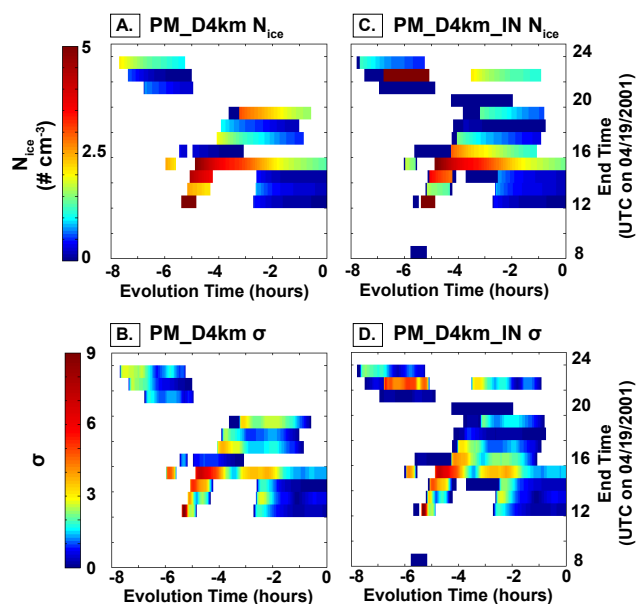 A. PM_D4km Nice
C. PM_D4km_IN Nice
5
2.5
0
Nice
(# cm-3)
24
20
16
12
8
End Time
(UTC on 04/19/2001)
-8 -6 -4 -2 0
Evolution Time (hours)
-8 -6 -4 -2 0
Evolution Time (hours)
B. PM_D4km σ
D. PM_D4km_IN σ
9
6
3
0
σ
24
20
16
12
8
End Time
(UTC on 04/19/2001)
-8 -6 -4 -2 0
Evolution Time (hours)
-8 -6 -4 -2 0
Evolution Time (hours)